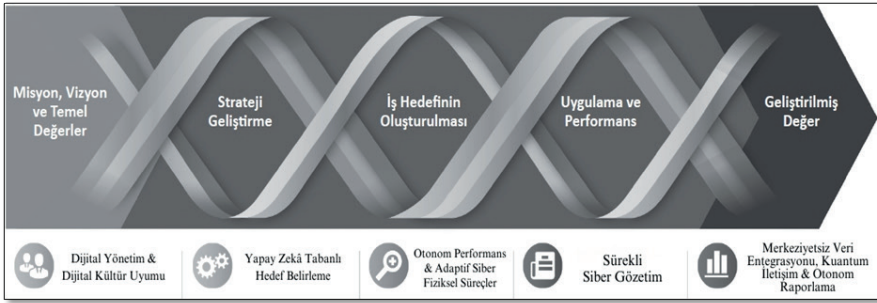 Misyon, Vizyon
ve Temel
Değerler
Strateji
Geliştirme
İş Hedefinin
Oluşturulması
Uygulama ve
Performans
Geliştirilmiş
Değer
Dijital Yönetim &
Dijital Kültür Uyumu
Yapay Zekâ Tabanlı
Hedef Belirleme
Otonom Performans
& Adaptif Siber
Fiziksel Süreçler
Sürekli
Siber Gözetim
Merkeziyetsiz Veri
Entegrasyonu, Kuantum
İletişim & Otonom
Raporlama